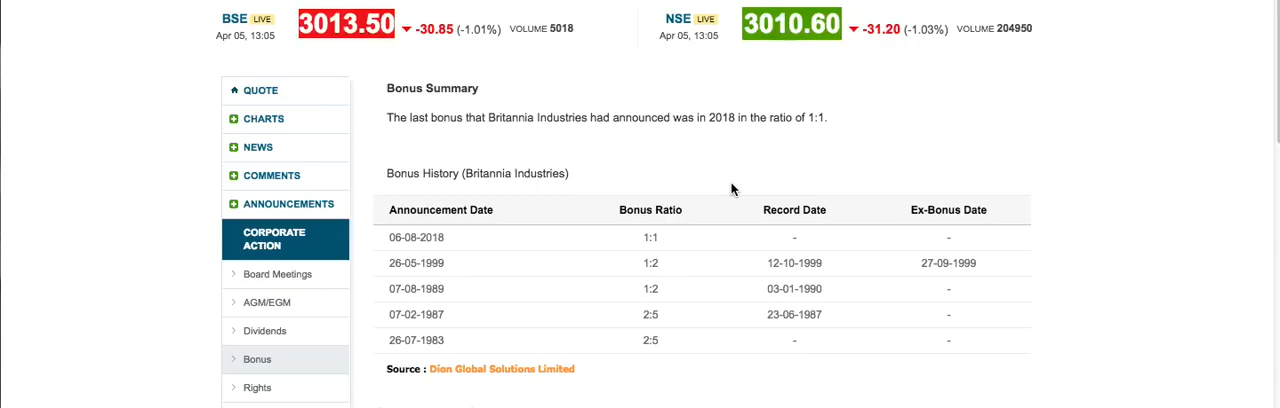 BSE LIVE 3013.50 -30.85 (-1.01%) VOLUME 5018
Apr 05, 13:05
NSE LIVE 3010.60 -31.20 (-1.03%) VOLUME 204950
Apr 05, 13:05
QUOTE
CHARTS
NEWS
COMMENTS
ANNOUNCEMENTS
CORPORATE
ACTION
Board Meetings
AGM/EGM
Dividends
Bonus
Rights
Bonus Summary
The last bonus that Britannia Industries had announced was in 2018 in the ratio of 1:1.
Bonus History (Britannia Industries)
Announcement Date Bonus Ratio Record Date Ex-Bonus Date
06-08-2018 1:1 - -
26-05-1999 1:2 12-10-1999 27-09-1999
07-08-1989 1:2 03-01-1990 -
07-02-1987 2:5 23-06-1987 -
26-07-1983 2:5 - -
Source : Dion Global Solutions Limited